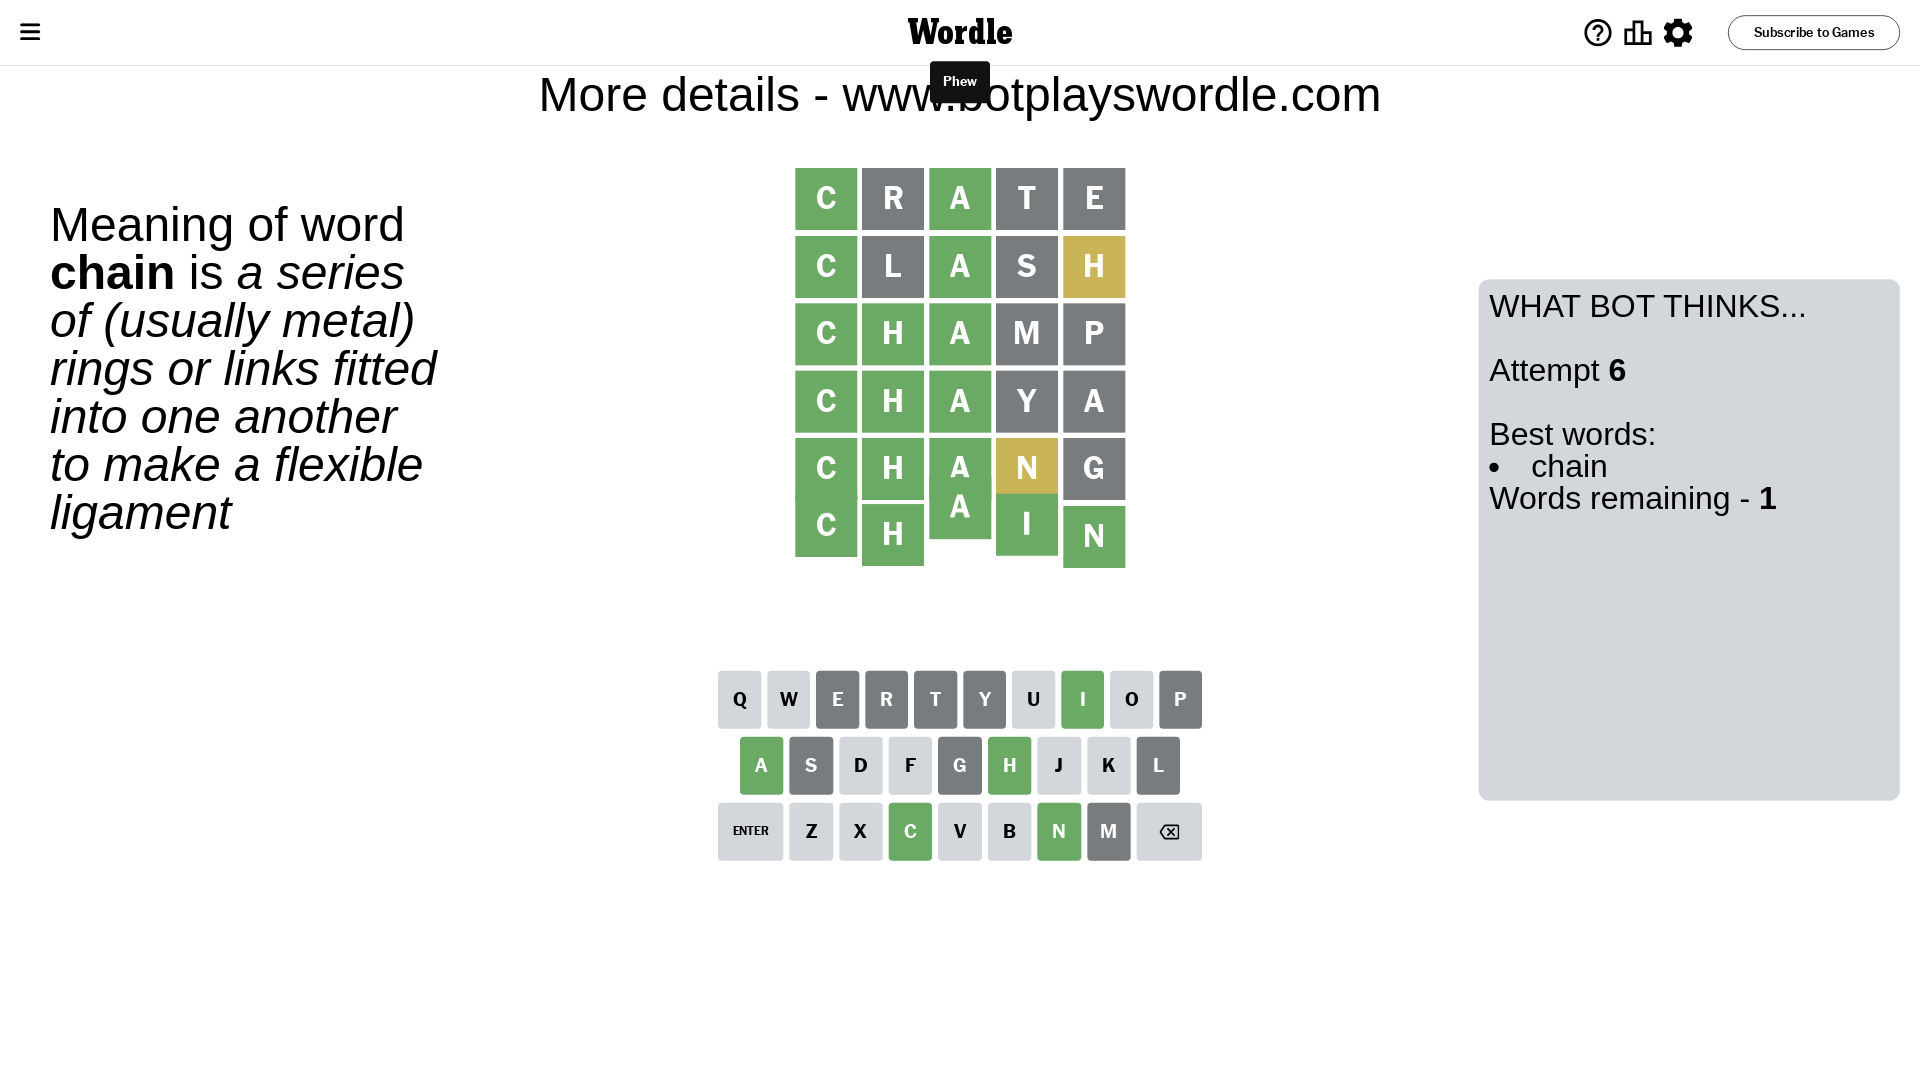 Wordle
Subscribe to Games
Phew
More details - www.botplayswordle.com
Meaning of word
chain is a series
of (usually metal)
rings or links fitted
into one another
to make a flexible
ligament
C R A T E
C L A S H
C H A M P
C H A Y A
C H A N G
C H A I N
WHAT BOT THINKS...
Attempt 6
Best words:
• chain
Words remaining - 1
Q W E R T Y U I O P
A S D F G H J K L
ENTER Z X C V B N M